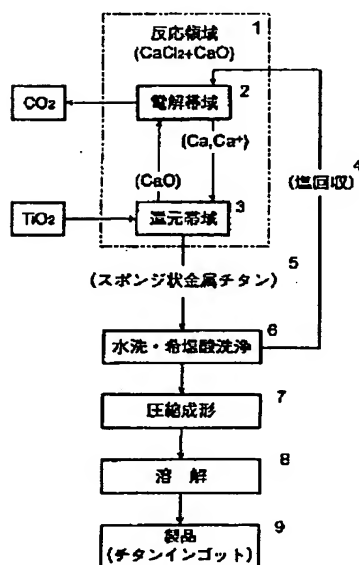 1
反応領域
(CaCl₂+CaO)
2
CO₂
電解帯域
4
(Ca,Ca⁺)
(塩回収)
(CaO)
3
TiO₂
還元帯域
5
(スポンジ状金属チタン)
6
水洗・希塩酸洗浄
7
圧縮成形
8
溶解
9
製品
(チタンインゴット)